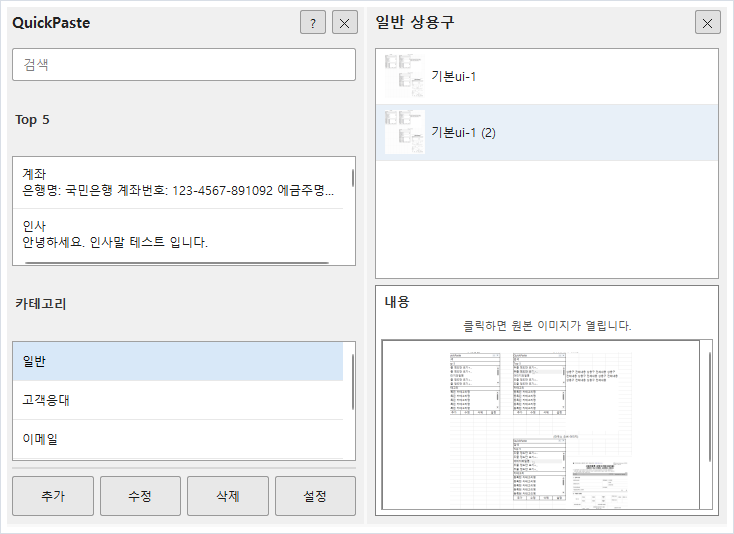 QuickPaste
?
검색
Top 5
계좌
은행명: 국민은행 계좌번호: 123-4567-891092 예금주명...
인사
안녕하세요. 인사말 테스트 입니다.
카테고리
일반
고객응대
이메일
추가
수정
삭제
설정
일반 상용구
기본ui-1
기본ui-1 (2)
내용
클릭하면 원본 이미지가 열립니다.